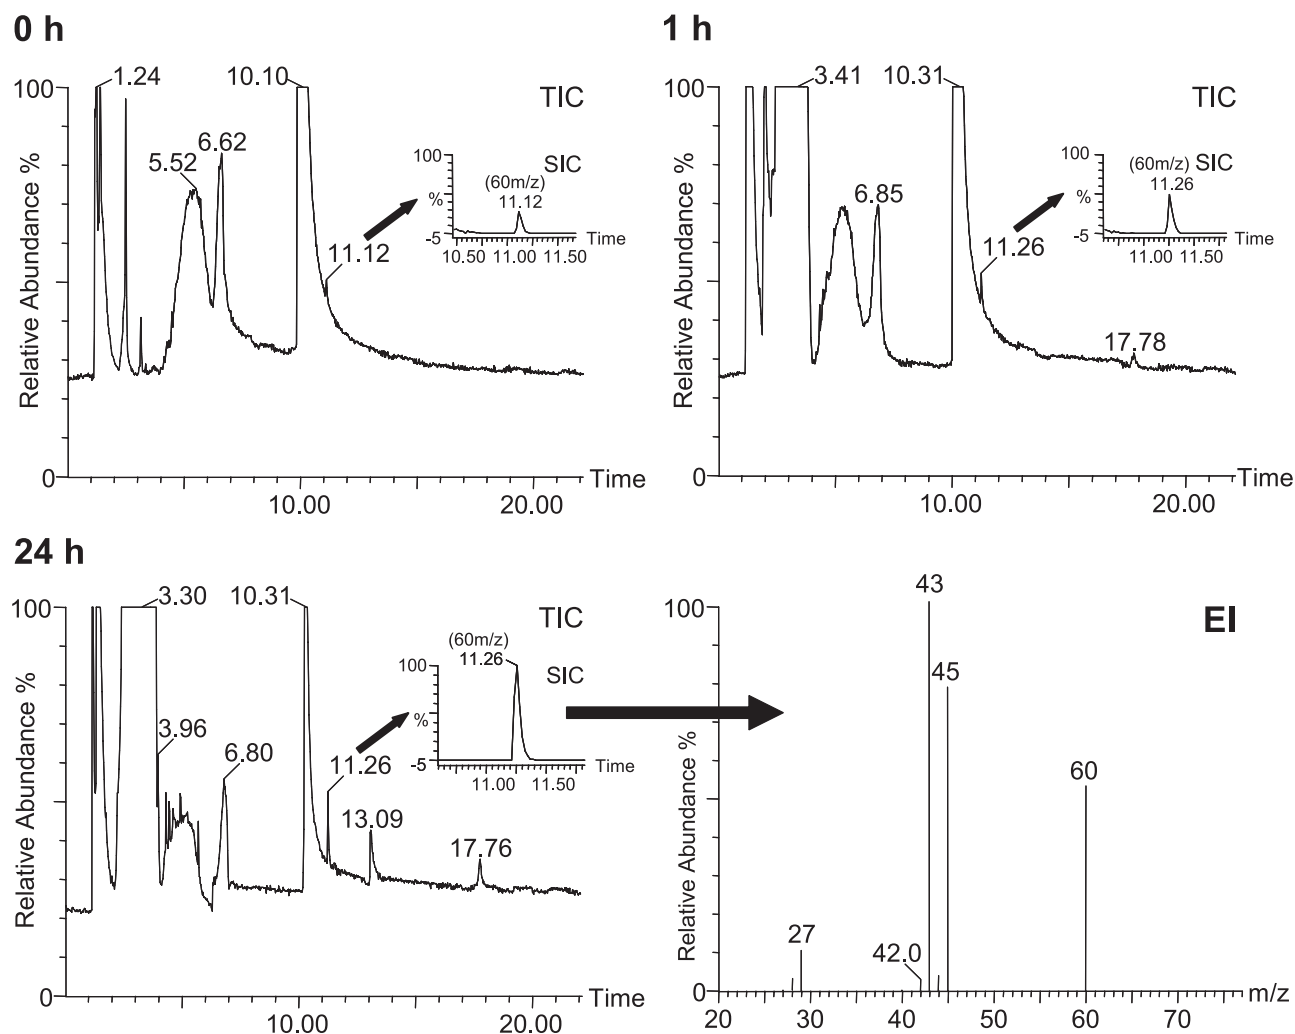 0 h
100
1.24
10.10
TIC
5.52
6.62
100
SIC
(60m/z)
11.12
%
-5
Time
10.50 11.00 11.50
11.12
Relative Abundance %
0
Time
10.00 20.00
1 h
100
3.41
10.31
TIC
6.85
100
SIC
(60m/z)
11.26
%
-5
Time
11.00 11.50
11.26
17.78
Relative Abundance %
0
Time
10.00 20.00
24 h
100
3.30
10.31
TIC
(60m/z)
11.26
100
SIC
%
-5
Time
11.00 11.50
3.96
6.80
11.26
13.09
17.76
Relative Abundance %
0
Time
10.00 20.00
100
43
EI
45
60
27
42.0
Relative Abundance %
0
m/z
20 30 40 50 60 70